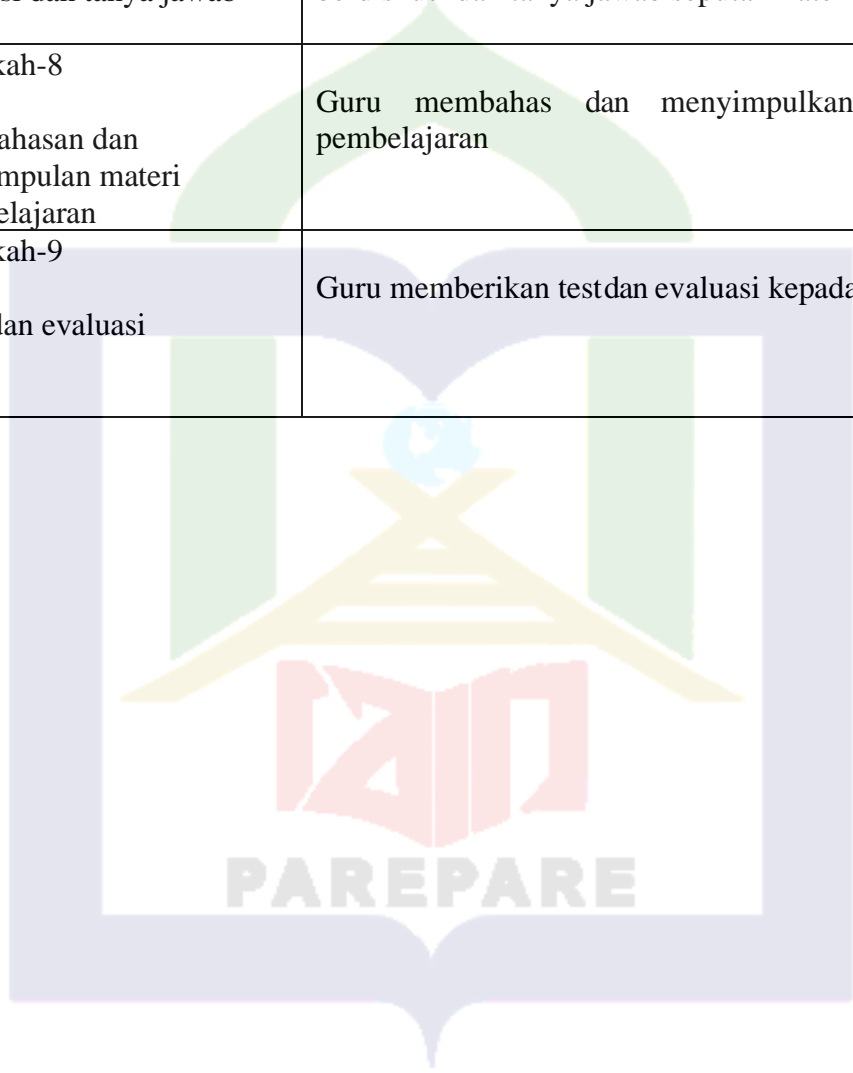 si dan tanya jawab
kah-8
ahasan dan
mpulan materi
elajaran
Guru membahas dan menyimpulkan
pembelajaran
kah-9
dan evaluasi
Guru memberikan testdan evaluasi kepada
iain
PAREPARE